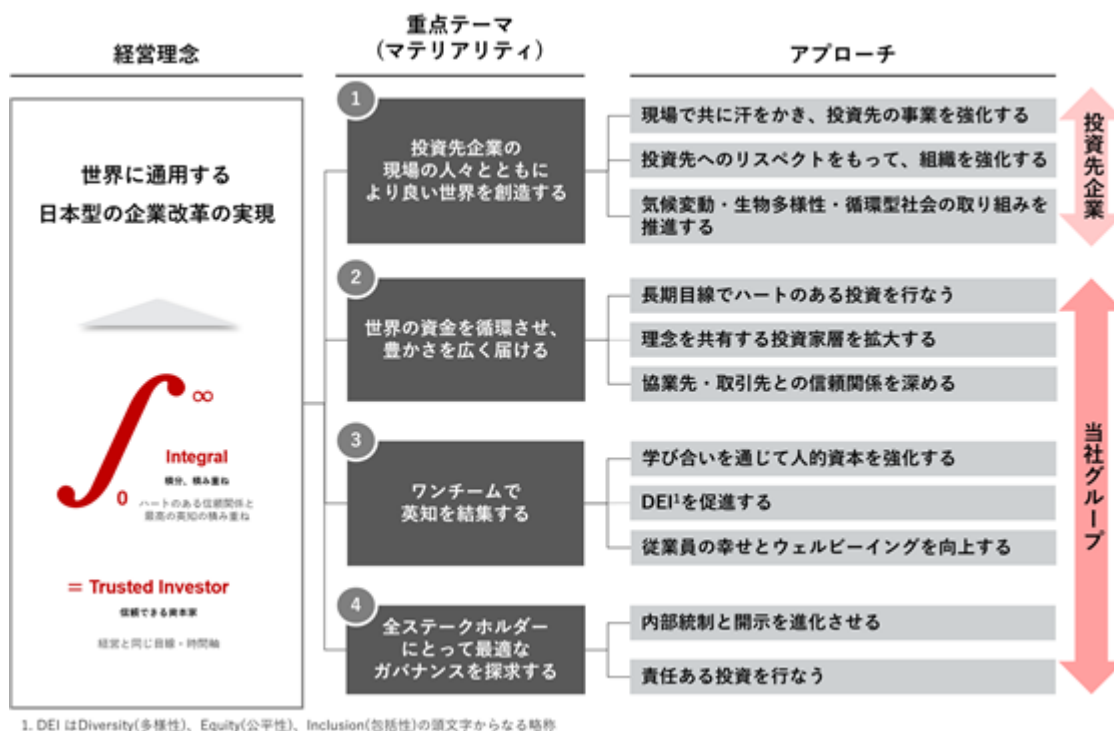 経営理念
重点テーマ
(マテリアリティ)
アプローチ
世界に通用する
日本型の企業改革の実現
∫
∞
0
Integral
積分、積み重ね
ハートのある信頼関係と
最高の英知の積み重ね
= Trusted Investor
信頼できる資本家
経営と同じ目線・時間軸
1
投資先企業の
現場の人々とともに
より良い世界を創造する
現場で共に汗をかき、投資先の事業を強化する
投資先へのリスペクトをもって、組織を強化する
気候変動・生物多様性・循環型社会の取り組みを
推進する
投資先企業
2
世界の資金を循環させ、
豊かさを広く届ける
長期目線でハートのある投資を行なう
理念を共有する投資家層を拡大する
協業先・取引先との信頼関係を深める
3
ワンチームで
英知を結集する
学び合いを通じて人的資本を強化する
DEI¹を促進する
従業員の幸せとウェルビーイングを向上する
4
全ステークホルダー
にとって最適な
ガバナンスを探求する
内部統制と開示を進化させる
責任ある投資を行なう
当社グループ
1. DEI はDiversity(多様性)、Equity(公平性)、Inclusion(包括性)の頭文字からなる略称